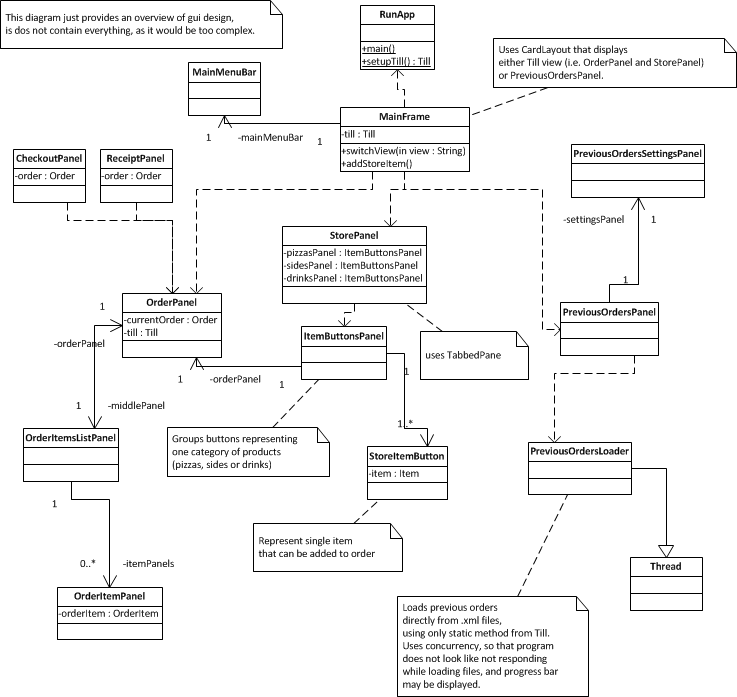 This diagram just provides an overview of gui design,
is dos not contain everything, as it would be too complex.
RunApp
+main()
+setupTill() : Till
Uses CardLayout that displays
either Till view (i.e. OrderPanel and StorePanel)
or PreviousOrdersPanel.
MainMenuBar
MainFrame
-till : Till
+switchView(in view : String)
+addStoreItem()
1
-mainMenuBar
1
CheckoutPanel
-order : Order
ReceiptPanel
-order : Order
PreviousOrdersSettingsPanel
-settingsPanel
1
1
StorePanel
-pizzasPanel : ItemButtonsPanel
-sidesPanel : ItemButtonsPanel
-drinksPanel : ItemButtonsPanel
OrderPanel
-currentOrder : Order
-till : Till
1
-orderPanel
PreviousOrdersPanel
ItemButtonsPanel
uses TabbedPane
1
-orderPanel
1
1
1..*
1
-middlePanel
OrderItemsListPanel
Groups buttons representing
one category of products
(pizzas, sides or drinks)
StoreItemButton
-item : Item
PreviousOrdersLoader
1
0..*
-itemPanels
Represent single item
that can be added to order
Thread
OrderItemPanel
-orderItem : OrderItem
Loads previous orders
directly from .xml files,
using only static method from Till.
Uses concurrency, so that program
does not look like not responding
while loading files, and progress bar
may be displayed.